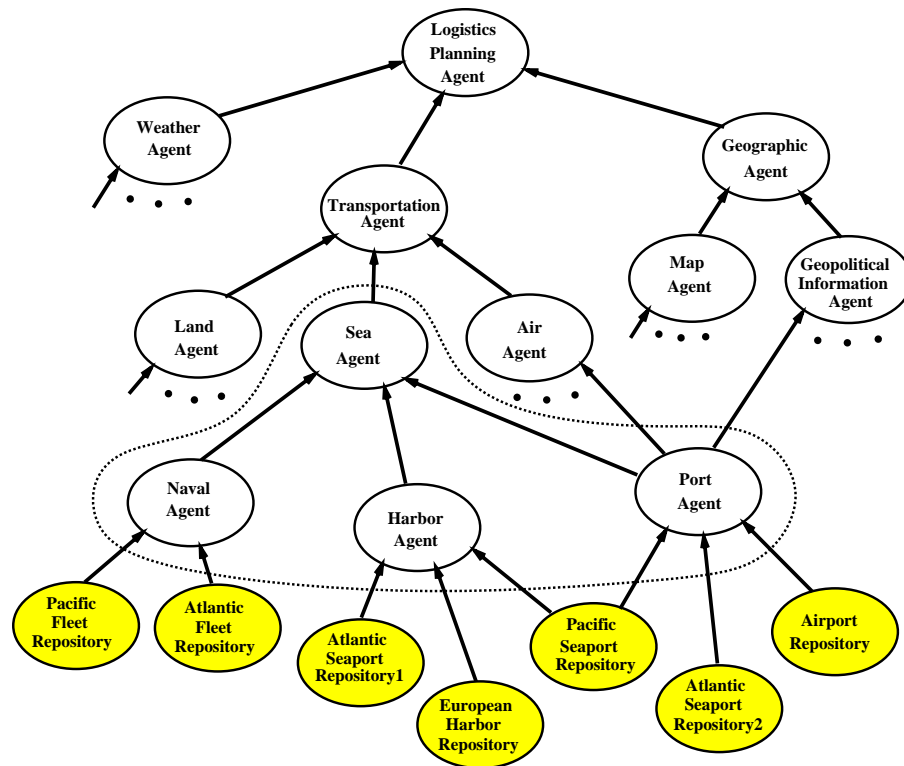 Logistics
Planning
Agent
Weather
Agent
Geographic
Agent
Transportation
Agent
Map
Agent
Geopolitical
Information
Agent
Land
Agent
Sea
Agent
Air
Agent
Naval
Agent
Harbor
Agent
Port
Agent
Pacific
Fleet
Repository
Atlantic
Fleet
Repository
Atlantic
Seaport
Repository1
European
Harbor
Repository
Pacific
Seaport
Repository
Atlantic
Seaport
Repository2
Airport
Repository